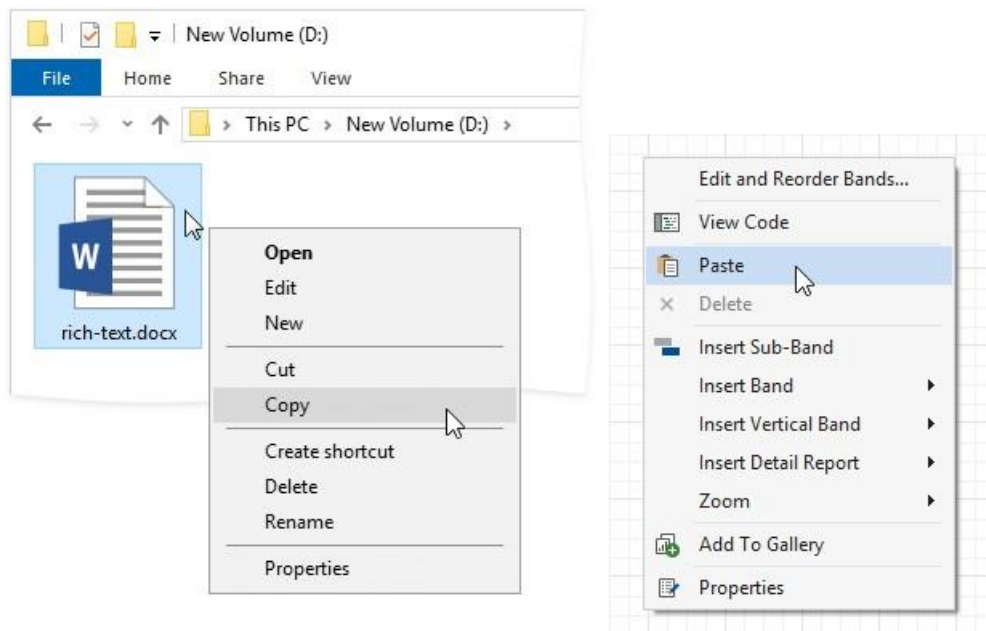 New Volume (D:)
File Home Share View
This PC > New Volume (D:) >
W
rich-text.docx
Open
Edit
New
Cut
Copy
Create shortcut
Delete
Rename
Properties
Edit and Reorder Bands...
View Code
Paste
Delete
Insert Sub-Band
Insert Band
Insert Vertical Band
Insert Detail Report
Zoom
Add To Gallery
Properties